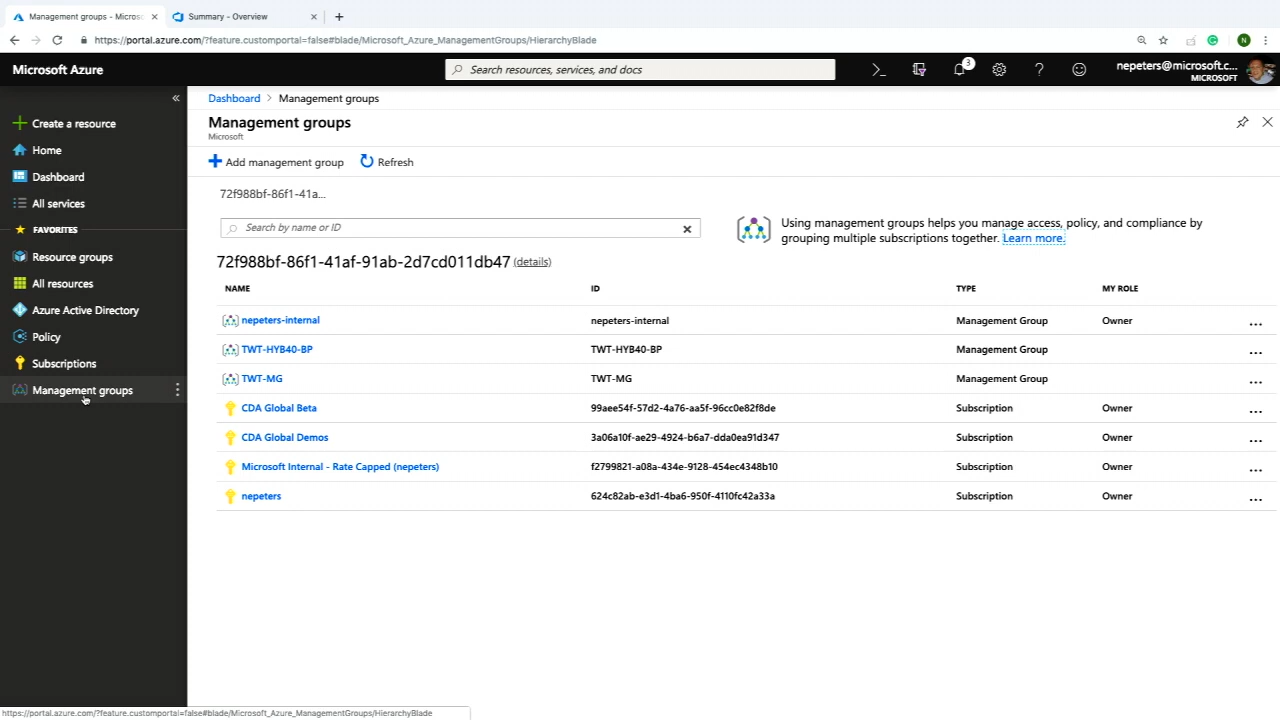 Management groups - Micros
Summary - Overview
https://portal.azure.com/?feature.customportal=false#blade/Microsoft_Azure_ManagementGroups/HierarchyBlade
N
Microsoft Azure
Search resources, services, and docs
3
nepeters@microsoft.c...
MICROSOFT
Create a resource
Home
Dashboard
All services
FAVORITES
Resource groups
All resources
Azure Active Directory
Policy
Subscriptions
Management groups
Dashboard > Management groups
Management groups
Microsoft
Add management group
Refresh
72f988bf-86f1-41a...
Search by name or ID
Using management groups helps you manage access, policy, and compliance by
grouping multiple subscriptions together. Learn more.
72f988bf-86f1-41af-91ab-2d7cd011db47 (details)
NAME ID TYPE MY ROLE
nepeters-internal nepeters-internal Management Group Owner ...
TWT-HYB40-BP TWT-HYB40-BP Management Group ...
TWT-MG TWT-MG Management Group ...
CDA Global Beta 99aee54f-57d2-4a76-aa5f-96cc0e82f8de Subscription Owner ...
CDA Global Demos 3a06a10f-ae29-4924-b6a7-dda0ea91d347 Subscription Owner ...
Microsoft Internal - Rate Capped (nepeters) f2799821-a08a-434e-9128-454ec4348b10 Subscription Owner ...
nepeters 624c82ab-e3d1-4ba6-950f-4110fc42a33a Subscription Owner ...
https://portal.azure.com/?feature.customportal=false#blade/Microsoft_Azure_ManagementGroups/HierarchyBlade